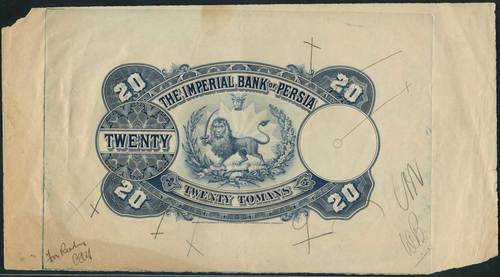 20 20
THE IMPERIAL BANK OF PERSIA
TWENTY
TWENTY TOMANS
20 20